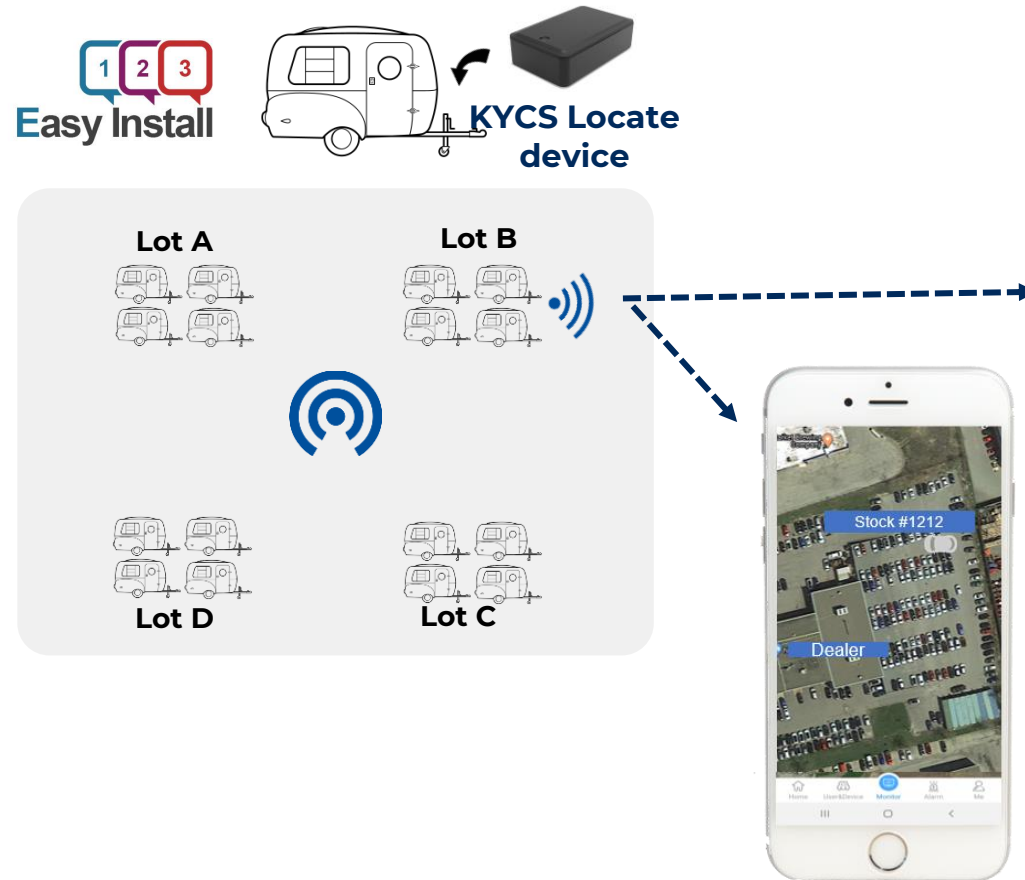 1 2 3
Easy Install
KYCS Locate
device
Lot A
Lot B
Lot D
Lot C
Company
Stock #1212
Dealer
Home
User&Device
Monitor
Alarm
Me